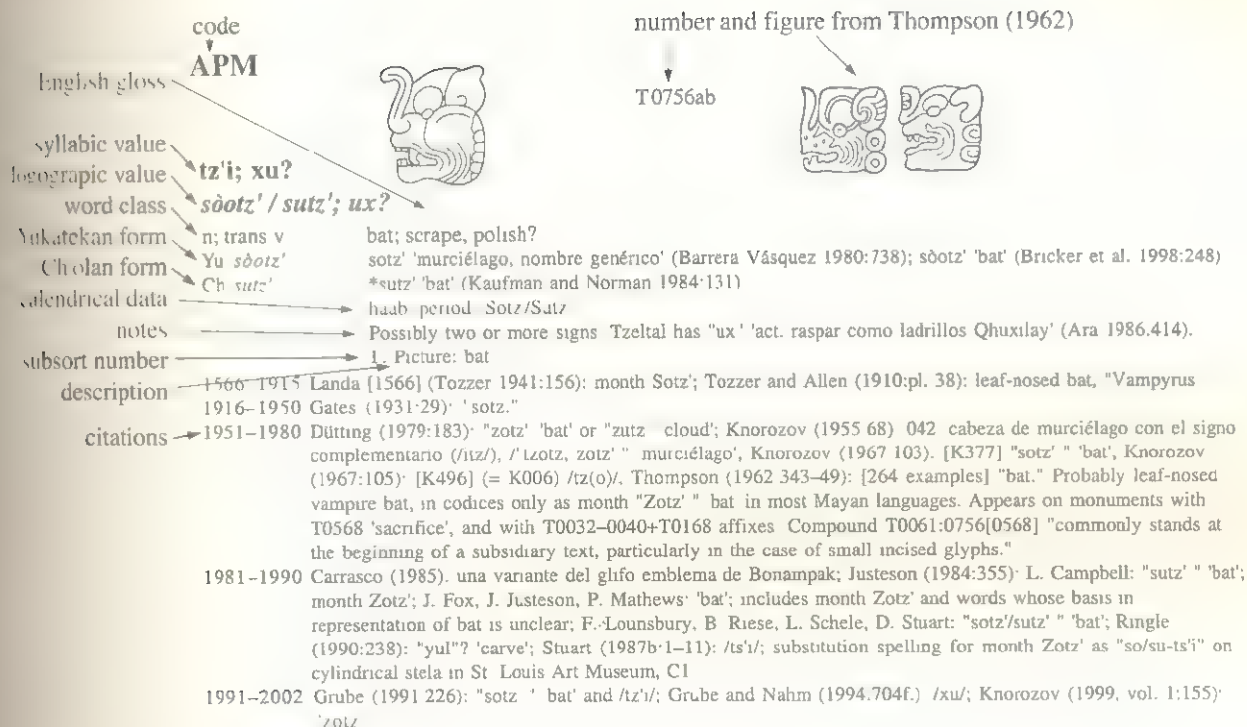 code
APM
number and figure from Thompson (1962)
T0756ab
English gloss
syllabic value
tz'i; xu?
logograpic value
sòotz' / sutz'; ux?
word class
n; trans v bat; scrape, polish?
Yukatekan form
Yu sòotz' sotz' 'murciélago, nombre genérico' (Barrera Vásquez 1980:738); sòotz' 'bat' (Bricker et al. 1998:248)
Cholan form
Ch sutz' *sutz' 'bat' (Kaufman and Norman 1984:131)
calendrical data
haab period Sotz/Sutz
notes
Possibly two or more signs Tzeltal has "ux ' 'act. raspar como ladrillos Qhuxilay' (Ara 1986.414).
subsort number
1. Picture: bat
description
1566–1915 Landa [1566] (Tozzer 1941:156): month Sotz'; Tozzer and Allen (1910:pl. 38): leaf-nosed bat, "Vampyrus
1916–1950 Gates (1931·29)· 'sotz."
citations
1951–1980 Dütting (1979:183)· "zotz' 'bat' or "zutz cloud'; Knorozov (1955 68) 042 cabeza de murciélago con el signo
complementario (/itz/), /'tzotz, zotz' " murciélago', Knorozov (1967 103). [K377] "sotz' " 'bat', Knorozov
(1967:105)· [K496] (= K006) /tz(o)/, Thompson (1962 343–49): [264 examples] "bat." Probably leaf-nosed
vampire bat, in codices only as month "Zotz' " bat in most Mayan languages. Appears on monuments with
T0568 'sacrifice', and with T0032–0040+T0168 affixes Compound T0061:0756[0568] "commonly stands at
the beginning of a subsidiary text, particularly in the case of small incised glyphs."
1981–1990 Carrasco (1985). una variante del glifo emblema de Bonampak; Justeson (1984:355)· L. Campbell: "sutz' " 'bat';
month Zotz'; J. Fox, J. Justeson, P. Mathews· 'bat'; includes month Zotz' and words whose basis in
representation of bat is unclear; F. Lounsbury, B Riese, L. Schele, D. Stuart: "sotz'/sutz' " 'bat'; Ringle
(1990:238): "yul"? 'carve'; Stuart (1987b·1–11): /ts'i/; substitution spelling for month Zotz' as "so/su-ts'i" on
cylindrical stela in St Louis Art Museum, C1
1991–2002 Grube (1991 226): "sotz ' bat' and /tz'i/; Grube and Nahm (1994.704f.) /xu/; Knorozov (1999, vol. 1:155)·
'zotz